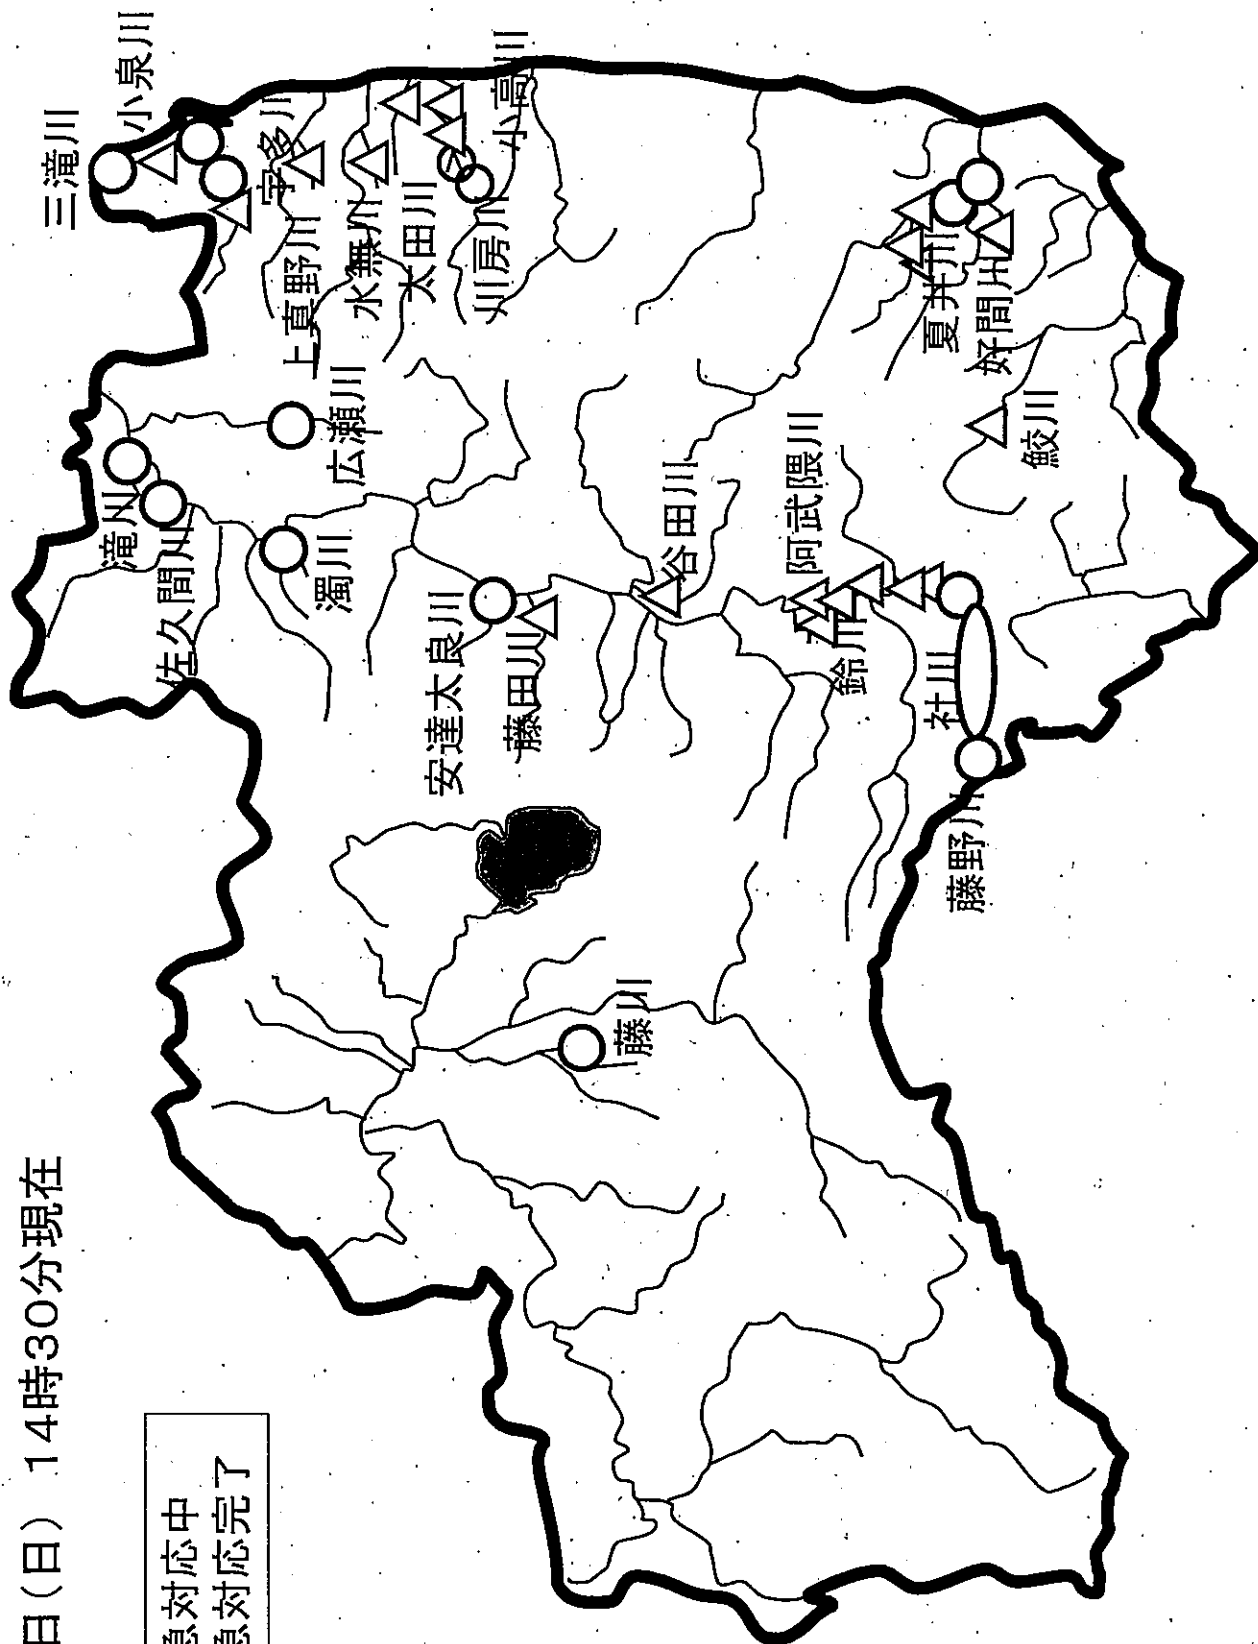 日(日) 14時30分現在
急対応中
急対応完了
三滝川
小泉川
宇多川
上真野川
水無川
太田川
小高川
川房川
広瀬川
滝川
佐久間川
濁川
安達太良川
藤田川
谷田川
阿武隈川
鈴川
社川
藤野川
夏井川
好間川
鮫川
藤川